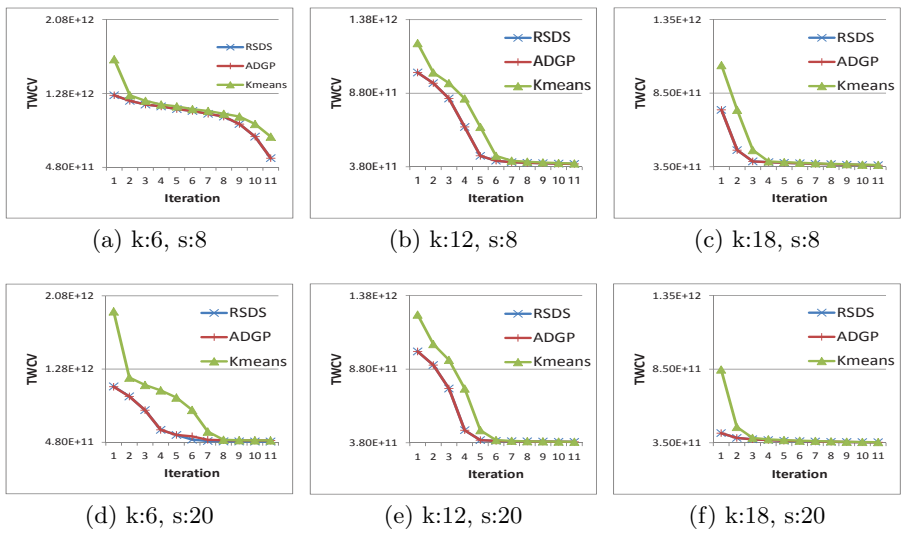 2.08E+12
1.28E+12
4.80E+11
TWCV
RSDS
ADGP
Kmeans
1 2 3 4 5 6 7 8 9 10 11
Iteration
(a) k:6, s:8
1.38E+12
8.80E+11
3.80E+11
TWCV
RSDS
ADGP
Kmeans
1 2 3 4 5 6 7 8 9 10 11
Iteration
(b) k:12, s:8
1.35E+12
8.50E+11
3.50E+11
TWCV
RSDS
ADGP
Kmeans
1 2 3 4 5 6 7 8 9 10 11
Iteration
(c) k:18, s:8
2.08E+12
1.28E+12
4.80E+11
TWCV
RSDS
ADGP
Kmeans
1 2 3 4 5 6 7 8 9 10 11
Iteration
(d) k:6, s:20
1.38E+12
8.80E+11
3.80E+11
TWCV
RSDS
ADGP
Kmeans
1 2 3 4 5 6 7 8 9 10 11
Iteration
(e) k:12, s:20
1.35E+12
8.50E+11
3.50E+11
TWCV
RSDS
ADGP
Kmeans
1 2 3 4 5 6 7 8 9 10 11
Iteration
(f) k:18, s:20